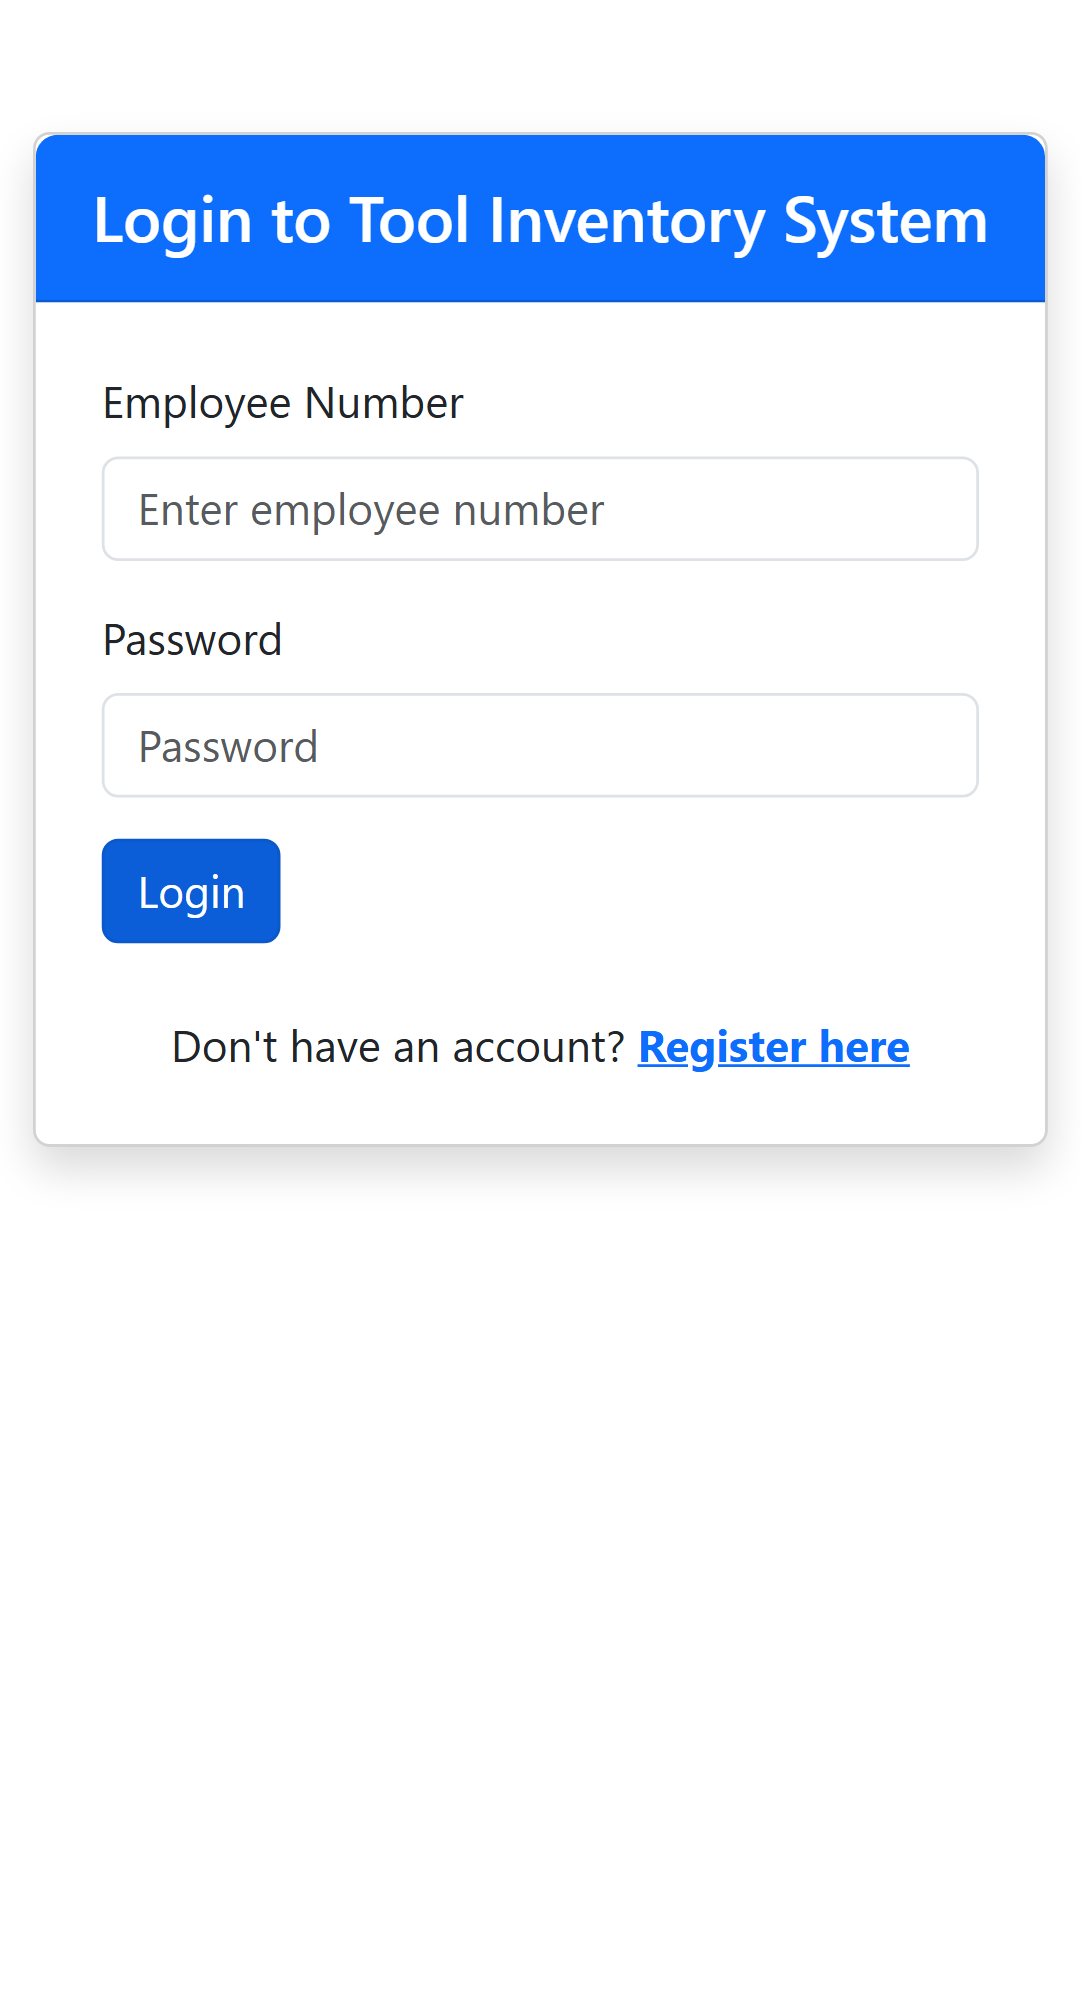 Login to Tool Inventory System
Employee Number
Enter employee number
Password
Password
Login
Don't have an account? Register here